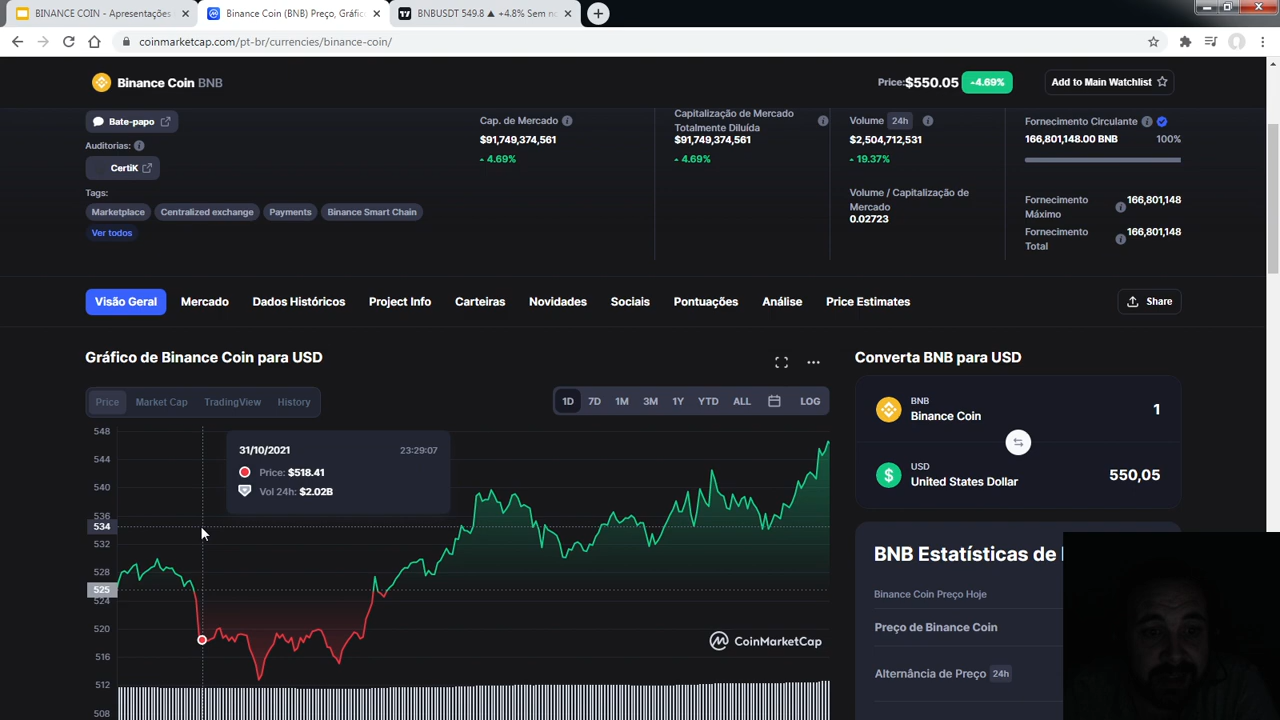 BINANCE COIN - Apresentações
Binance Coin (BNB) Preço, Gráfic
BNBUSDT 549.8 ▲ +4.8% Sem no
coinmarketcap.com/pt-br/currencies/binance-coin/
Binance Coin BNB
Price:$550.05 -4.69%
Add to Main Watchlist
Bate-papo
Auditorias:
CertiK
Tags:
Marketplace
Centralized exchange
Payments
Binance Smart Chain
Ver todos
Cap. de Mercado
$91,749,374,561
4.69%
Capitalização de Mercado
Totalmente Diluída
$91,749,374,561
4.69%
Volume 24h
$2,504,712,531
19.37%
Volume / Capitalização de
Mercado
0.02723
Fornecimento Circulante
166,801,148.00 BNB 100%
Fornecimento
Máximo
166,801,148
Fornecimento
Total
166,801,148
Visão Geral
Mercado
Dados Históricos
Project Info
Carteiras
Novidades
Sociais
Pontuações
Análise
Price Estimates
Share
Gráfico de Binance Coin para USD
Price
Market Cap
TradingView
History
1D
7D
1M
3M
1Y
YTD
ALL
LOG
548
544
540
536
534
532
528
525
524
520
516
512
508
31/10/2021 23:29:07
Price: $518.41
Vol 24h: $2.02B
CoinMarketCap
Converta BNB para USD
BNB
Binance Coin
1
USD
United States Dollar
550,05
BNB Estatísticas de
Binance Coin Preço Hoje
Preço de Binance Coin
Alternância de Preço 24h